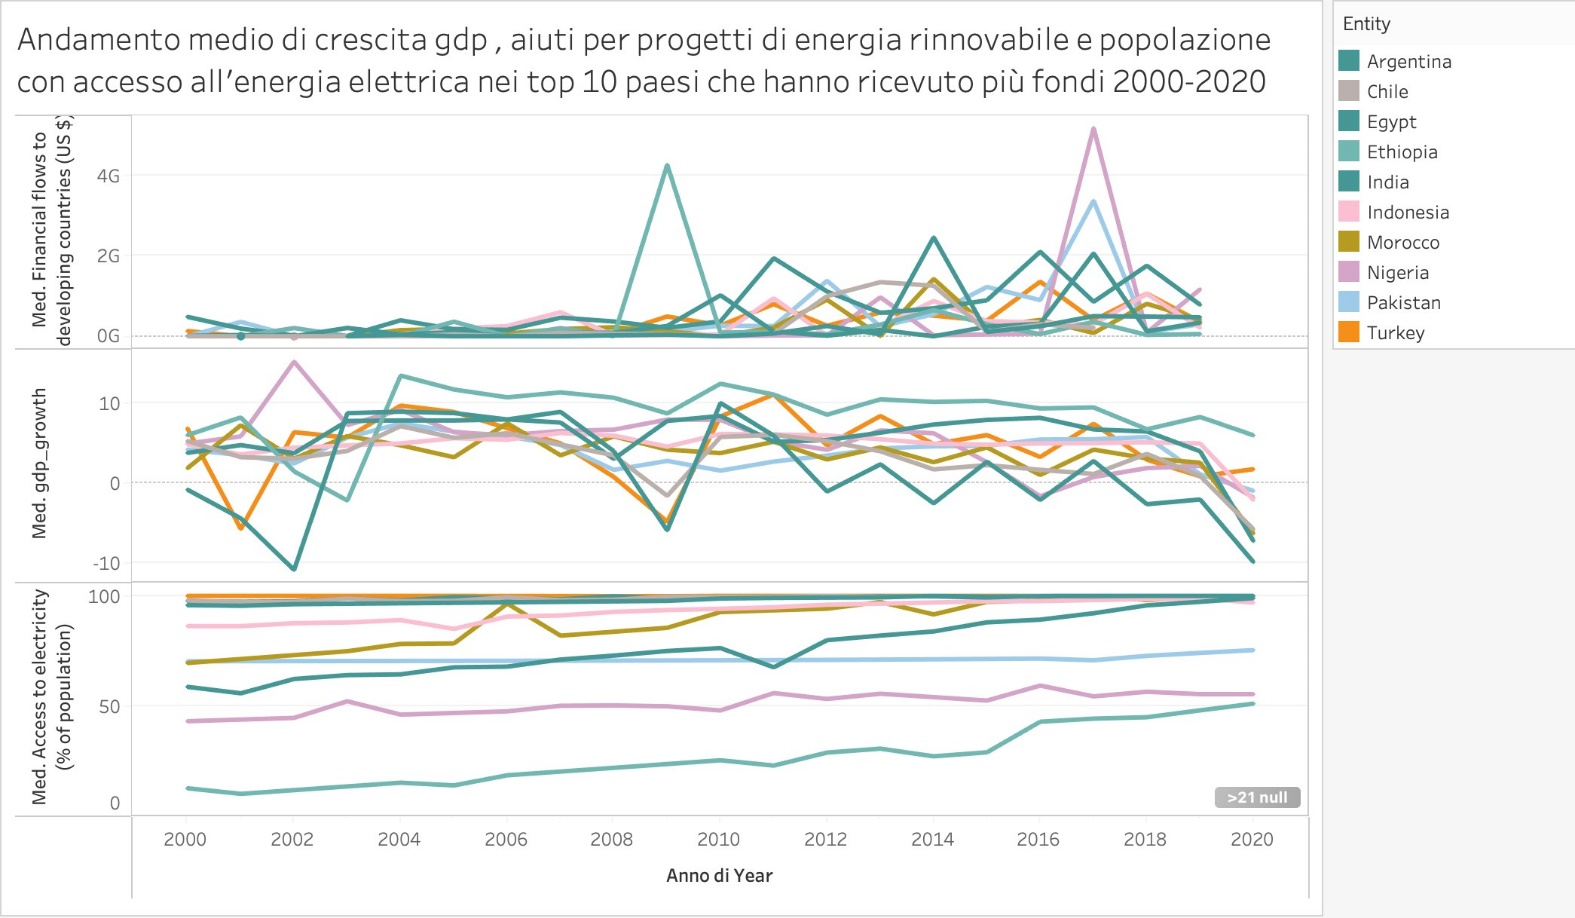 Andamento medio di crescita gdp , aiuti per progetti di energia rinnovabile e popolazione
con accesso all'energia elettrica nei top 10 paesi che hanno ricevuto più fondi 2000-2020
Med. Financial flows to
developing countries (US $)
4G
2G
0G
Med. gdp_growth
10
0
-10
Med. Access to electricity
(% of population)
100
50
0
>21 null
2000
2002
2004
2006
2008
2010
2012
2014
2016
2018
2020
Anno di Year
Entity
Argentina
Chile
Egypt
Ethiopia
India
Indonesia
Morocco
Nigeria
Pakistan
Turkey